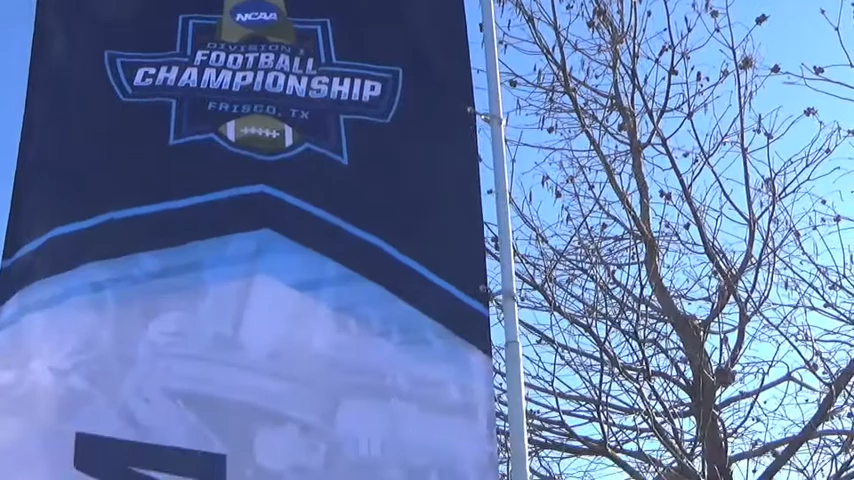 NCAA
DIVISION I
FOOTBALL
CHAMPIONSHIP
FRISCO, TX